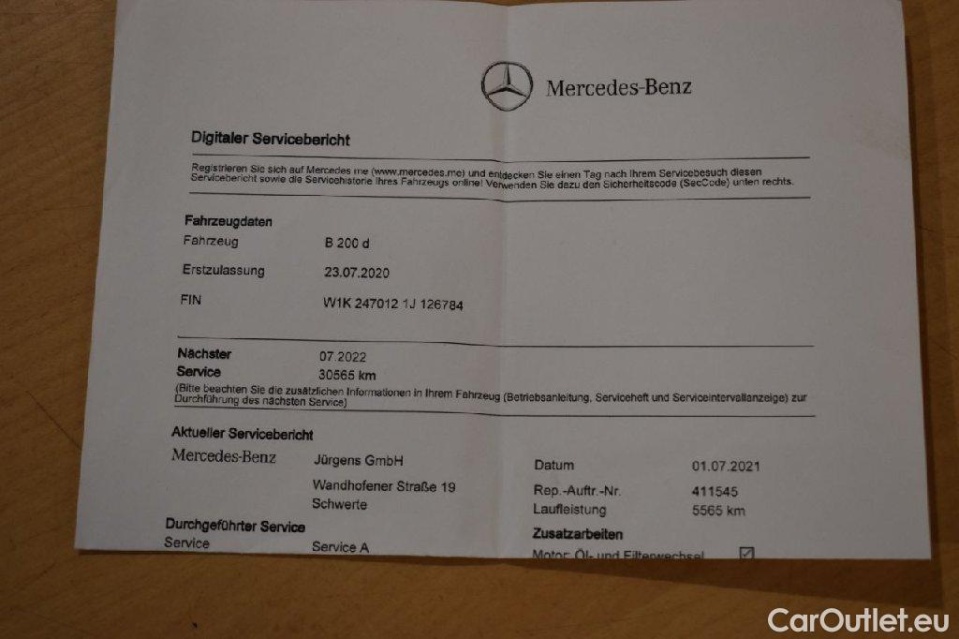 Mercedes-Benz
Digitaler Servicebericht
Registrieren Sie sich auf Mercedes me (www.mercedes.me) und entdecken Sie einen Tag nach Ihrem Servicebesuch diesen
Servicebericht sowie die Servicehistorie Ihres Fahrzeugs online! Verwenden Sie dazu den Sicherheitscode (SecCode) unten rechts.
Fahrzeugdaten
Fahrzeug B 200 d
Erstzulassung 23.07.2020
FIN W1K 247012 1J 126784
Nächster 07.2022
Service 30565 km
(Bitte beachten Sie die zusätzlichen Informationen in Ihrem Fahrzeug (Betriebsanleitung, Serviceheft und Serviceintervallanzeige) zur
Durchführung des nächsten Service)
Aktueller Servicebericht
Mercedes-Benz Jürgens GmbH
Wandhofener Straße 19
Schwerte
Datum 01.07.2021
Rep.-Auftr.-Nr. 411545
Laufleistung 5565 km
Durchgeführter Service
Service Service A
Zusatzarbeiten
Motor: Öl- und Filterwechsel
CarOutlet.eu